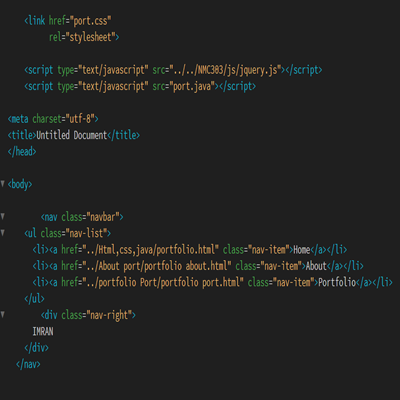 <link href="port.css"
rel="stylesheet">
<script type="text/javascript" src="../../NMC303/js/jquery.js"></script>
<script type="text/javascript" src="port.java"></script>
<meta charset="utf-8">
<title>Untitled Document</title>
</head>
<body>
<nav class="navbar">
<ul class="nav-list">
<li><a href="../Html,css,java/portfolio.html" class="nav-item">Home</a></li>
<li><a href="../About port/portfolio about.html" class="nav-item">About</a></li>
<li><a href="../portfolio Port/portfolio port.html" class="nav-item">Portfolio</a></li>
</ul>
<div class="nav-right">
IMRAN
</div>
</nav>